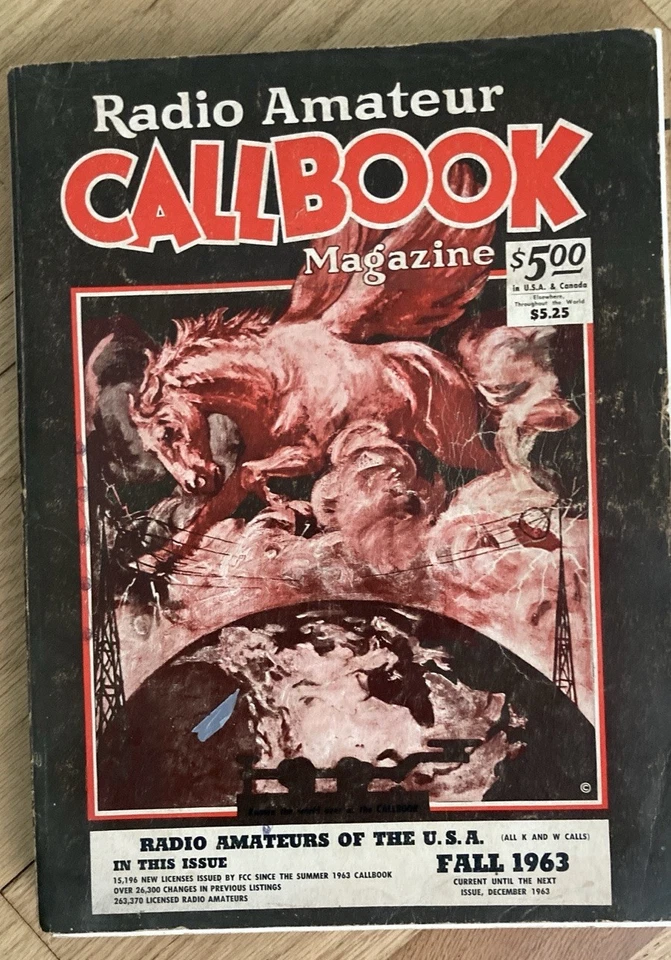 Radio Amateur
CALLBOOK
Magazine
$5.00
in U.S.A. & Canada
Elsewhere,
Throughout the World
$5.25
©
the CALLBOOK
RADIO AMATEURS OF THE U.S.A. (ALL K AND W CALLS)
IN THIS ISSUE
15,196 NEW LICENSES ISSUED BY FCC SINCE THE SUMMER 1963 CALLBOOK
OVER 26,300 CHANGES IN PREVIOUS LISTINGS
263,370 LICENSED RADIO AMATEURS
FALL 1963
CURRENT UNTIL THE NEXT
ISSUE, DECEMBER 1963